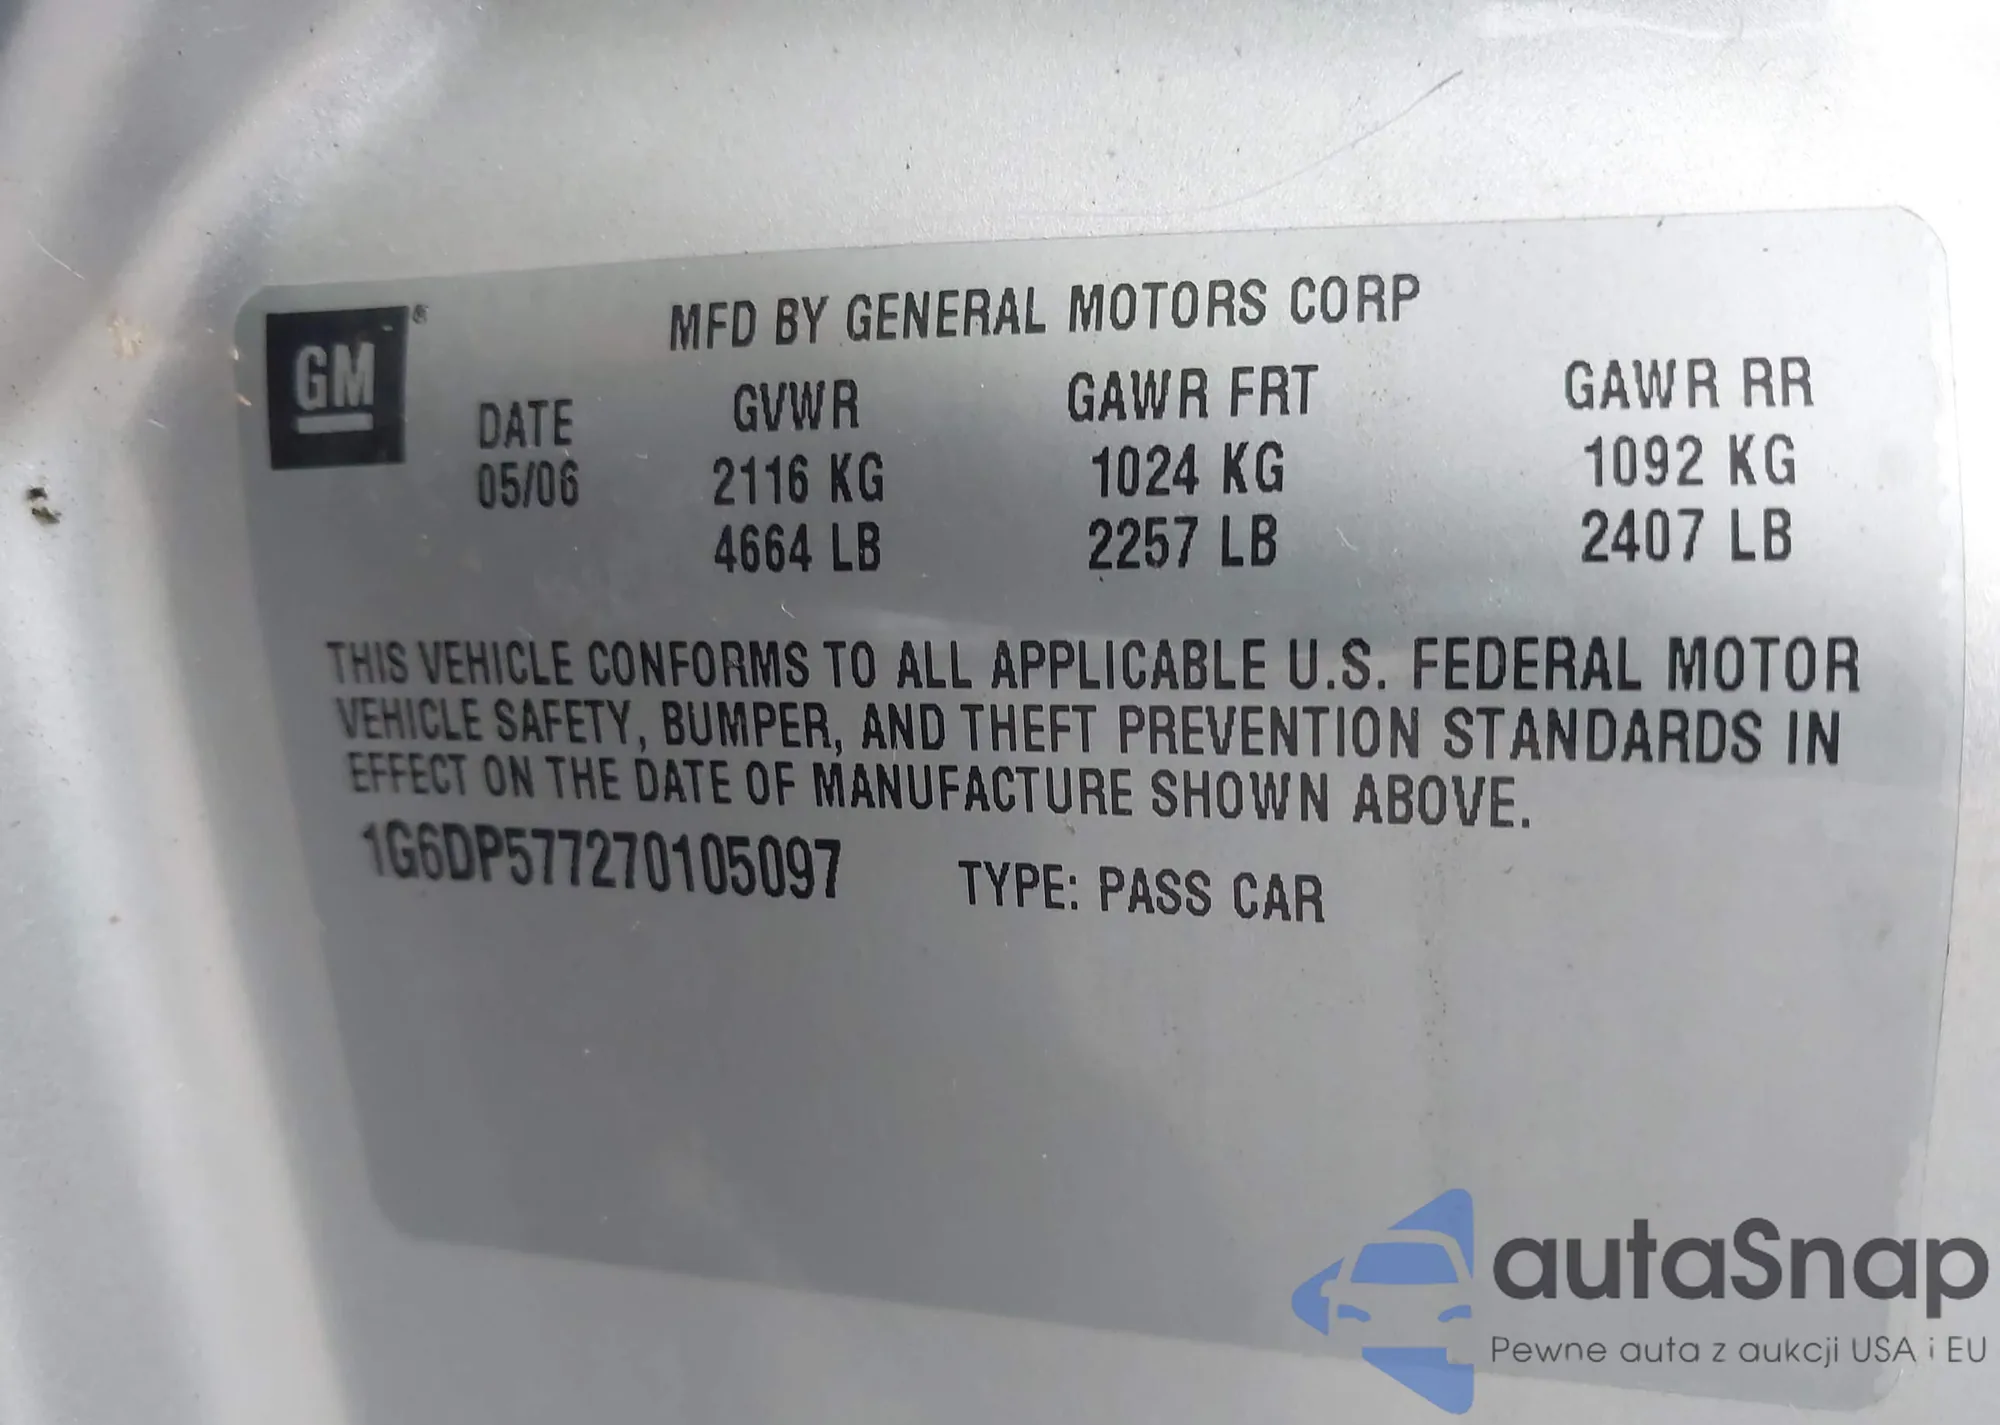 MFD BY GENERAL MOTORS CORP
GM®
DATE GVWR GAWR FRT GAWR RR
05/06 2116 KG 1024 KG 1092 KG
4664 LB 2257 LB 2407 LB
THIS VEHICLE CONFORMS TO ALL APPLICABLE U.S. FEDERAL MOTOR
VEHICLE SAFETY, BUMPER, AND THEFT PREVENTION STANDARDS IN
EFFECT ON THE DATE OF MANUFACTURE SHOWN ABOVE.
1G6DP577270105097 TYPE: PASS CAR
autaSnap
Pewne auta z aukcji USA i EU